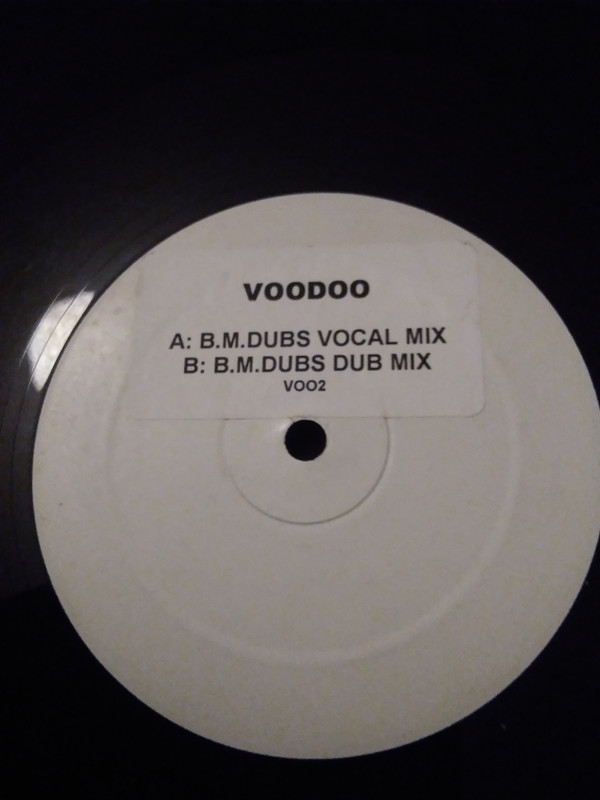 VOODOO
A: B.M.DUBS VOCAL MIX
B: B.M.DUBS DUB MIX
VOO2